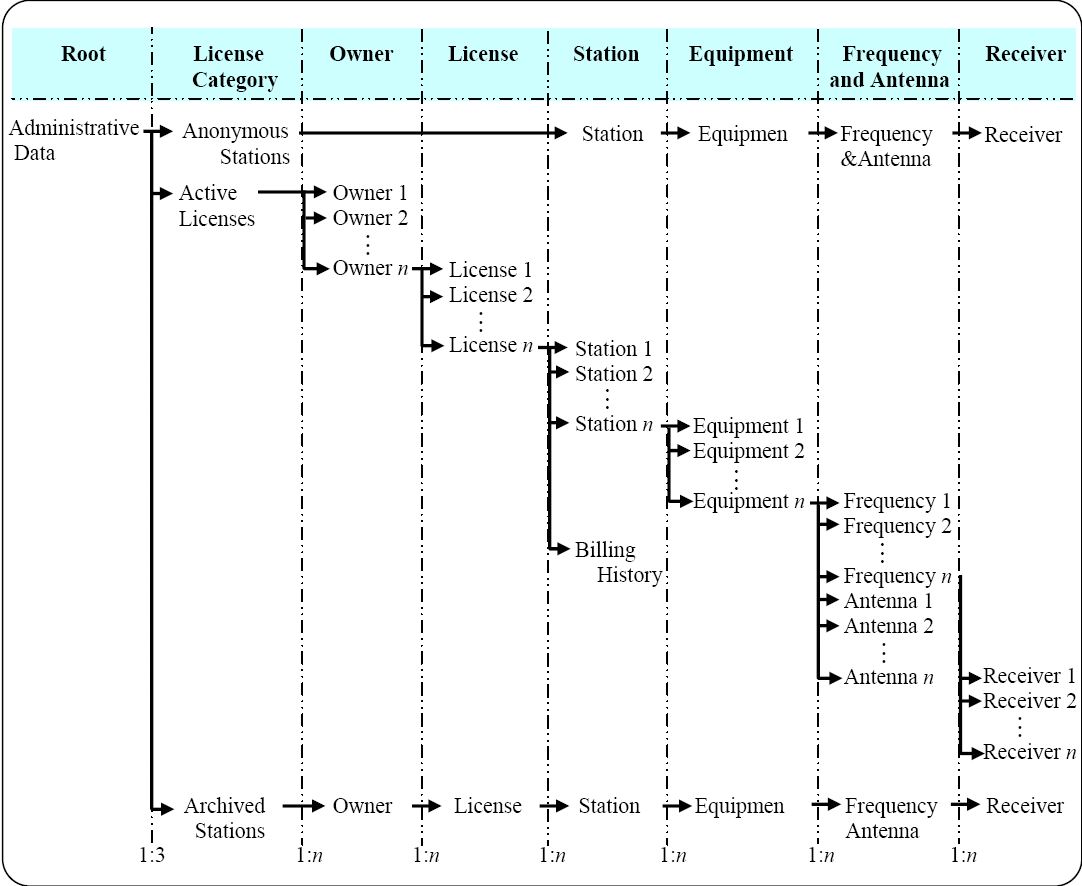 Root License Owner License Station Equipment Frequency Receiver
Category and Antenna
Administrative Anonymous Station Equipmen Frequency Receiver
Data Stations &Antenna
Active Owner 1
Licenses Owner 2
Owner n License 1
License 2
License n Station 1
Station 2
Station n Equipment 1
Equipment 2
Equipment n Frequency 1
Frequency 2
Billing
History Frequency n
Antenna 1
Antenna 2
Antenna n Receiver 1
Receiver 2
Receiver n
Archived Owner License Station Equipmen Frequency Receiver
Stations Antenna
1:3 1:n 1:n 1:n 1:n 1:n 1:n